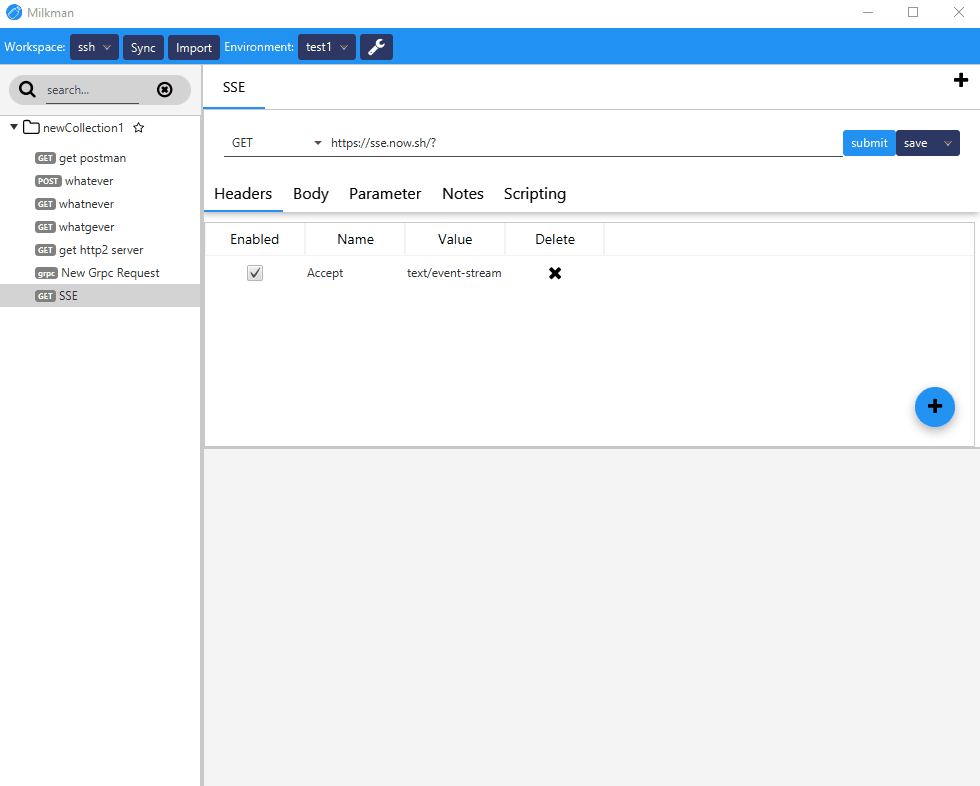 Milkman
Workspace: ssh Sync Import Environment: test1
search...
SSE
newCollection1
GET get postman
POST whatever
GET whatnever
GET whatgever
GET get http2 server
grpc New Grpc Request
GET SSE
GET https://sse.now.sh/? submit save
Headers Body Parameter Notes Scripting
Enabled Name Value Delete
Accept text/event-stream